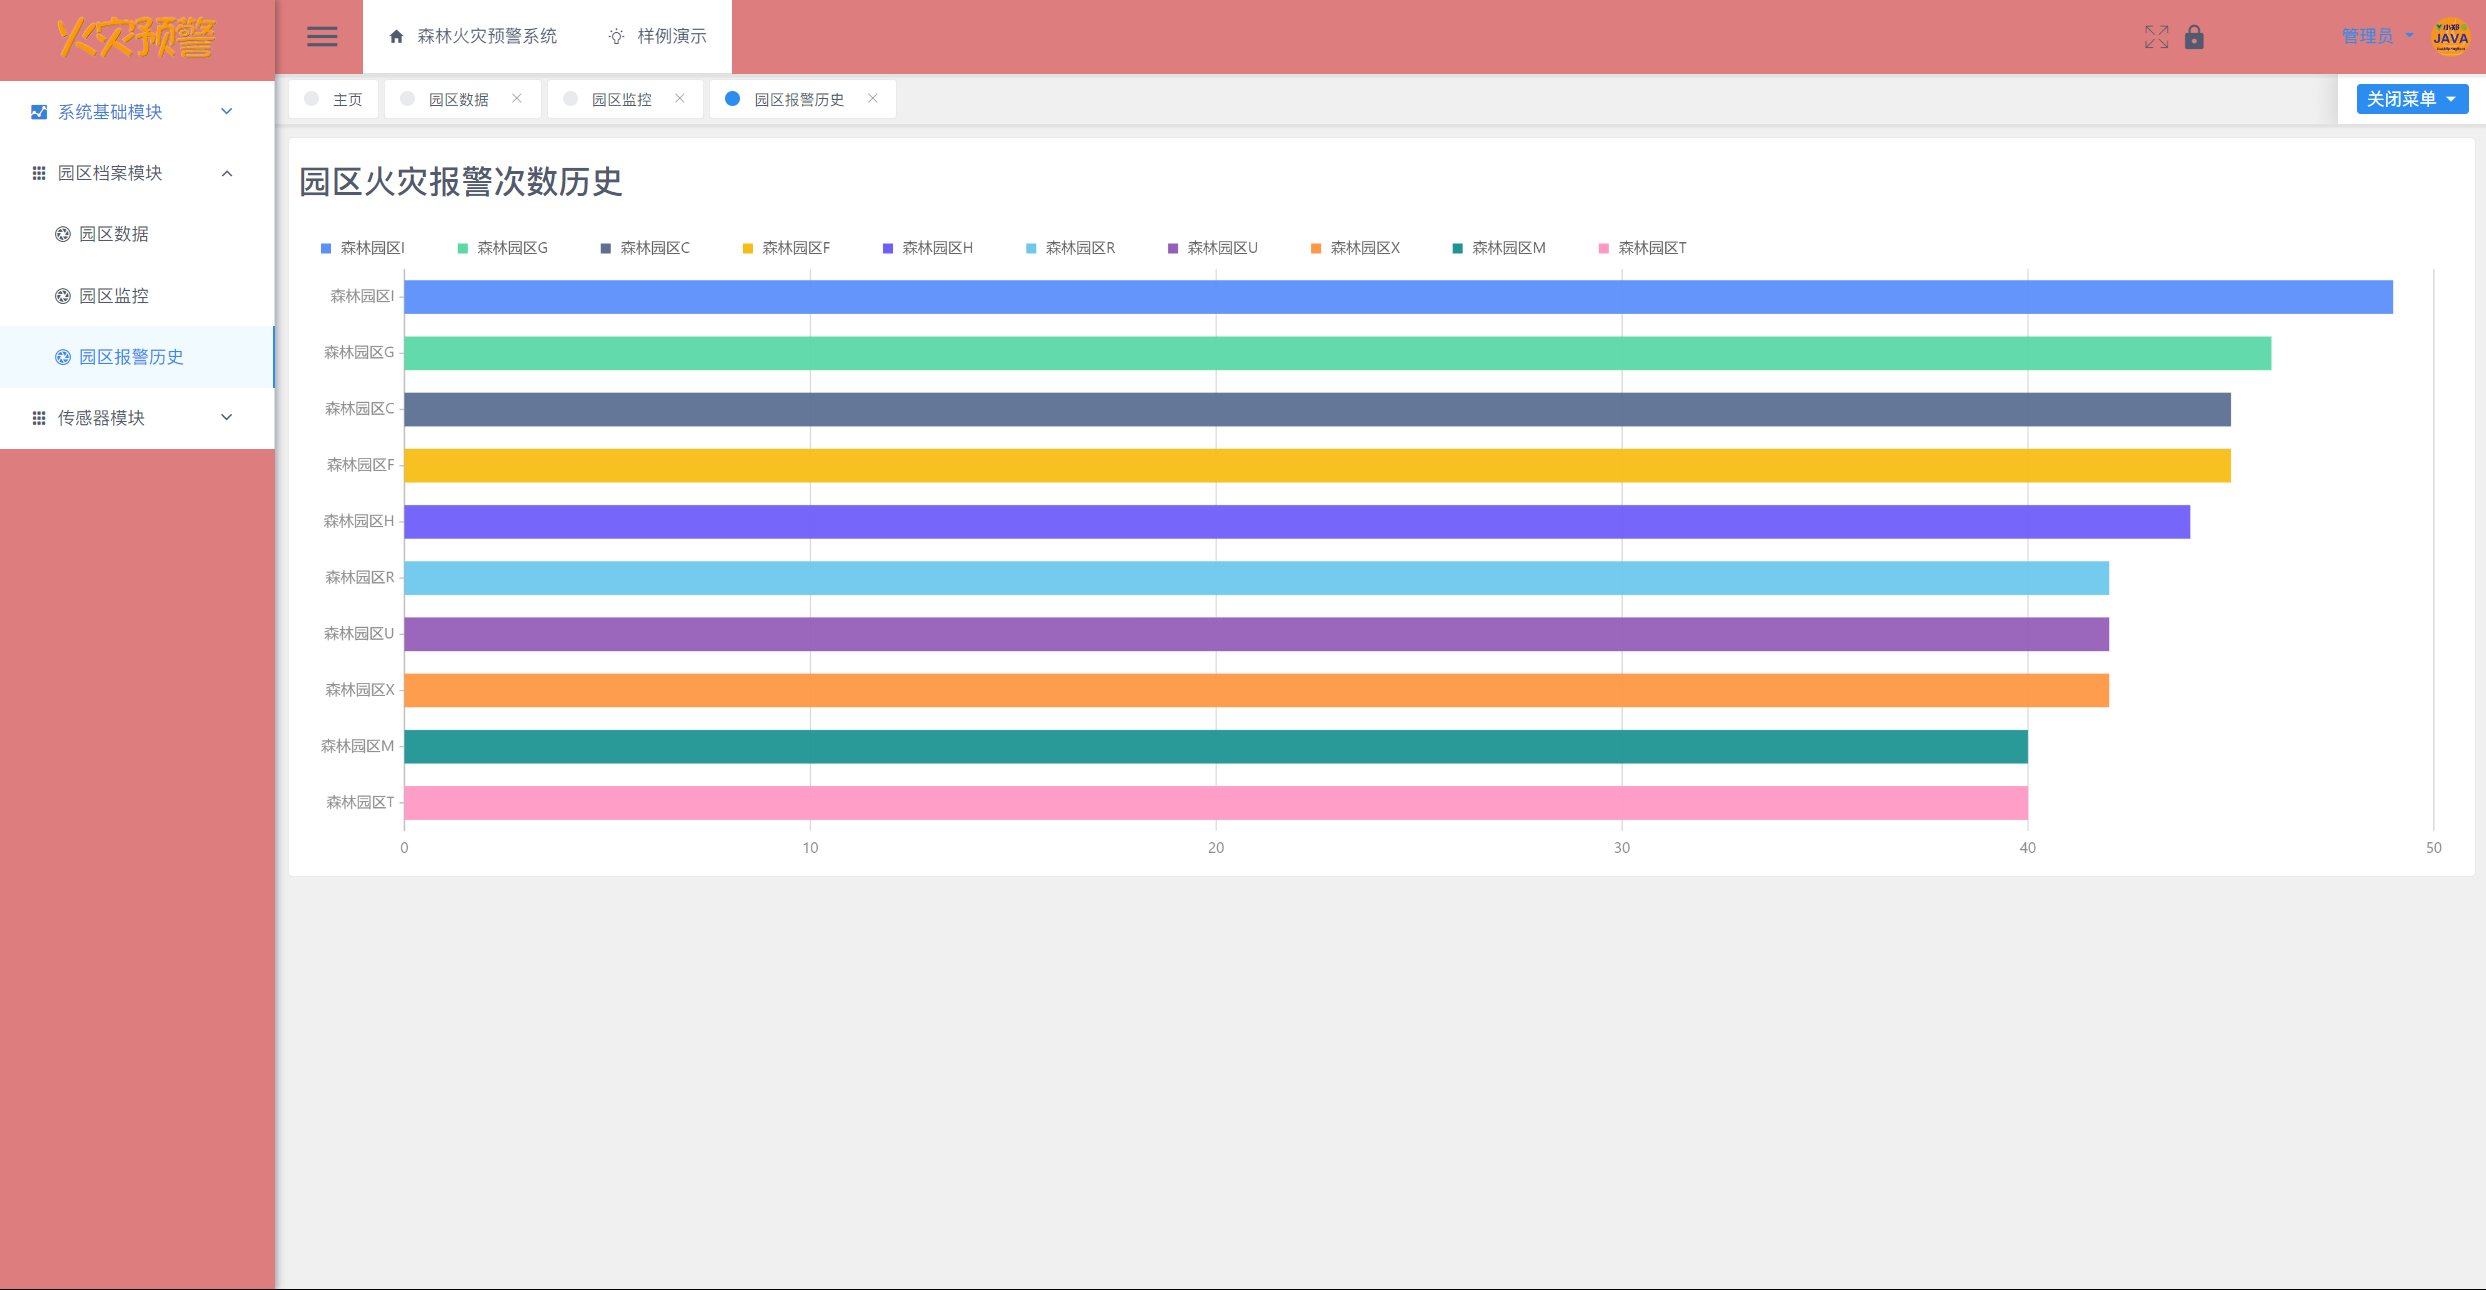 火灾预警
森林火灾预警系统 样例演示
管理员
小郑
JAVA
主页 园区数据 园区监控 园区报警历史
关闭菜单
系统基础模块
园区档案模块
园区数据
园区监控
园区报警历史
传感器模块
园区火灾报警次数历史
森林园区I 森林园区G 森林园区C 森林园区F 森林园区H 森林园区R 森林园区U 森林园区X 森林园区M 森林园区T
森林园区I
森林园区G
森林园区C
森林园区F
森林园区H
森林园区R
森林园区U
森林园区X
森林园区M
森林园区T
0 10 20 30 40 50